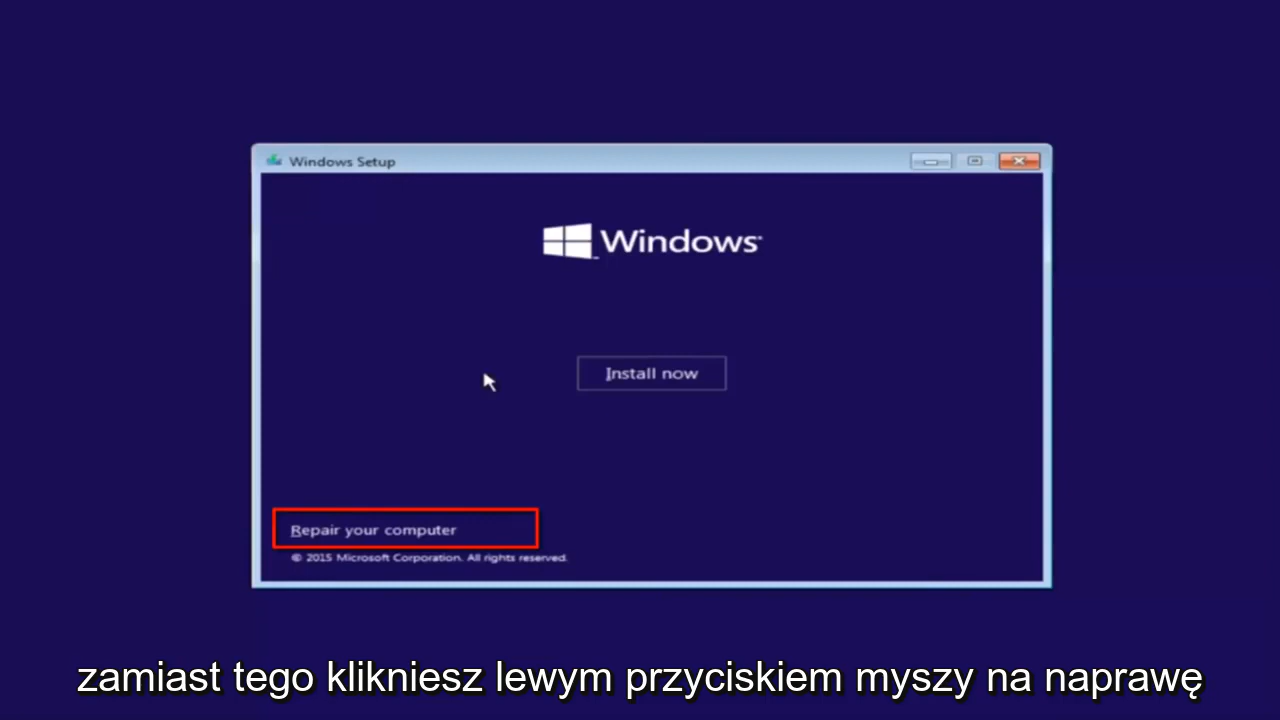 Windows Setup
Windows
Install now
Repair your computer
© 2015 Microsoft Corporation. All rights reserved.
zamiast tego klikniesz lewym przyciskiem myszy na naprawę